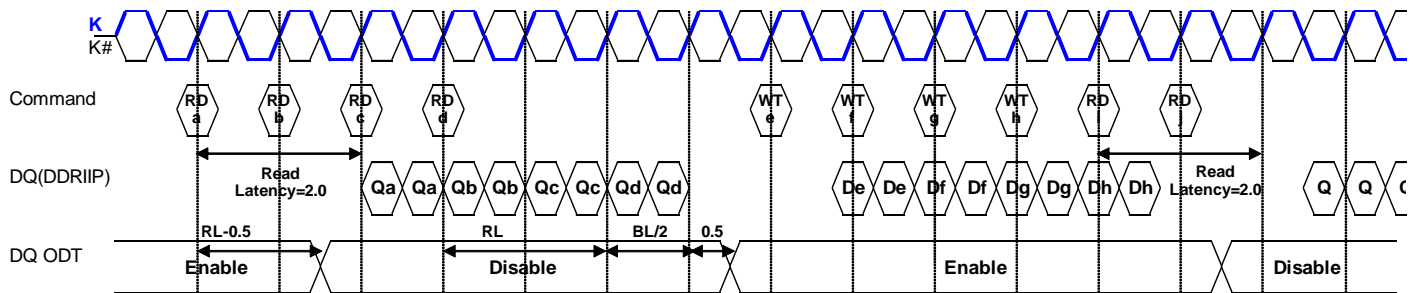 K
K#
Command
RD a
RD b
RD c
RD d
WT e
WT f
WT g
WT h
RD i
RD j
DQ(DDRIIP)
Read
Latency=2.0
Qa Qa Qb Qb Qc Qc Qd Qd
De De Df Df Dg Dg Dh Dh
Read
Latency=2.0
Q Q
DQ ODT
RL-0.5
Enable
RL
Disable
BL/2
0.5
Enable
Disable